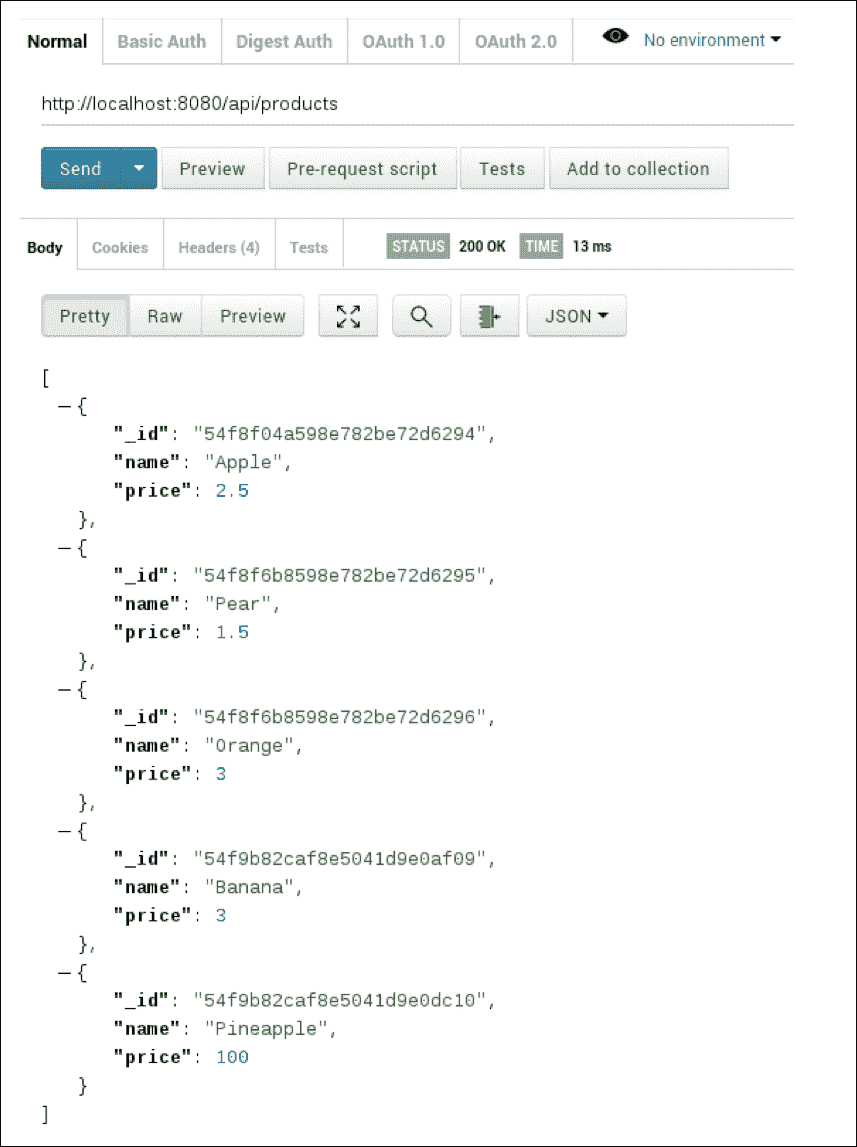 Normal Basic Auth Digest Auth OAuth 1.0 OAuth 2.0 No environment
http://localhost:8080/api/products
Send Preview Pre-request script Tests Add to collection
Body Cookies Headers (4) Tests STATUS 200 OK TIME 13 ms
Pretty Raw Preview JSON
[
{
"_id": "54f8f04a598e782be72d6294",
"name": "Apple",
"price": 2.5
},
{
"_id": "54f8f6b8598e782be72d6295",
"name": "Pear",
"price": 1.5
},
{
"_id": "54f8f6b8598e782be72d6296",
"name": "Orange",
"price": 3
},
{
"_id": "54f9b82caf8e5041d9e0af09",
"name": "Banana",
"price": 3
},
{
"_id": "54f9b82caf8e5041d9e0dc10",
"name": "Pineapple",
"price": 100
}
]